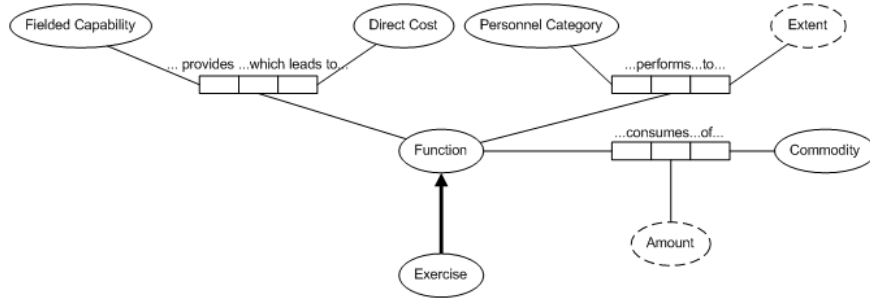 Fielded Capability
Direct Cost
Personnel Category
Extent
... provides ...which leads to...
...performs...to...
...consumes...of...
Function
Commodity
Amount
Exercise